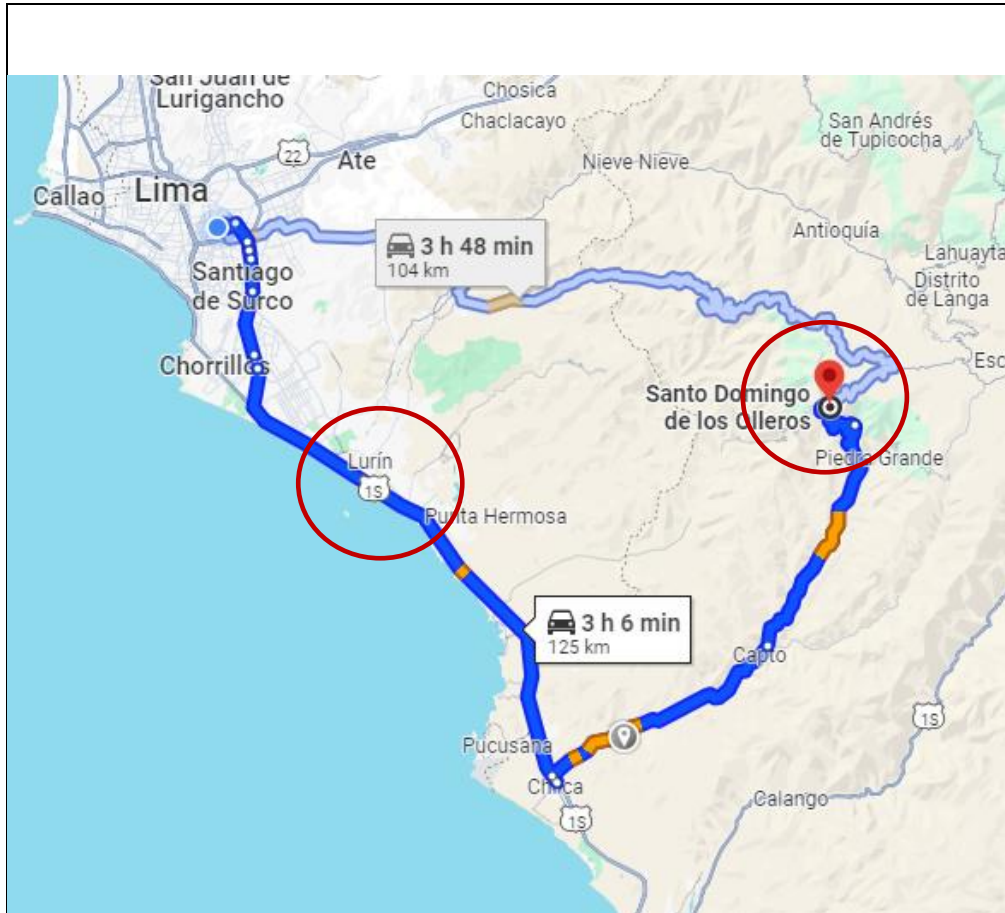 San Juan de
Lurigancho
Chosica
Chaclacayo
San Andrés
de Tupicocha
22
Ate
Nieve Nieve
Callao
Lima
Antioquía
3 h 48 min
104 km
Lahuayta
Distrito
de Langa
Santiago
de Surco
Chorrillos
Esc
Santo Domingo
de los Olleros
Piedra Grande
Lurín
1S
Punta Hermosa
3 h 6 min
125 km
Capto
1S
Pucusana
Chilca
Calango
1S